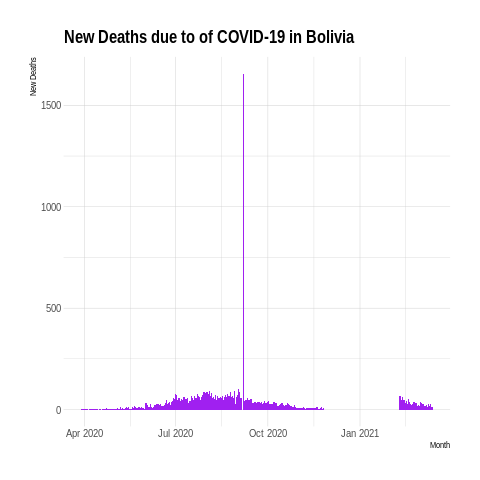 New Deaths due to of COVID-19 in Bolivia
New Deaths
1500
1000
500
0
Apr 2020 Jul 2020 Oct 2020 Jan 2021
Month